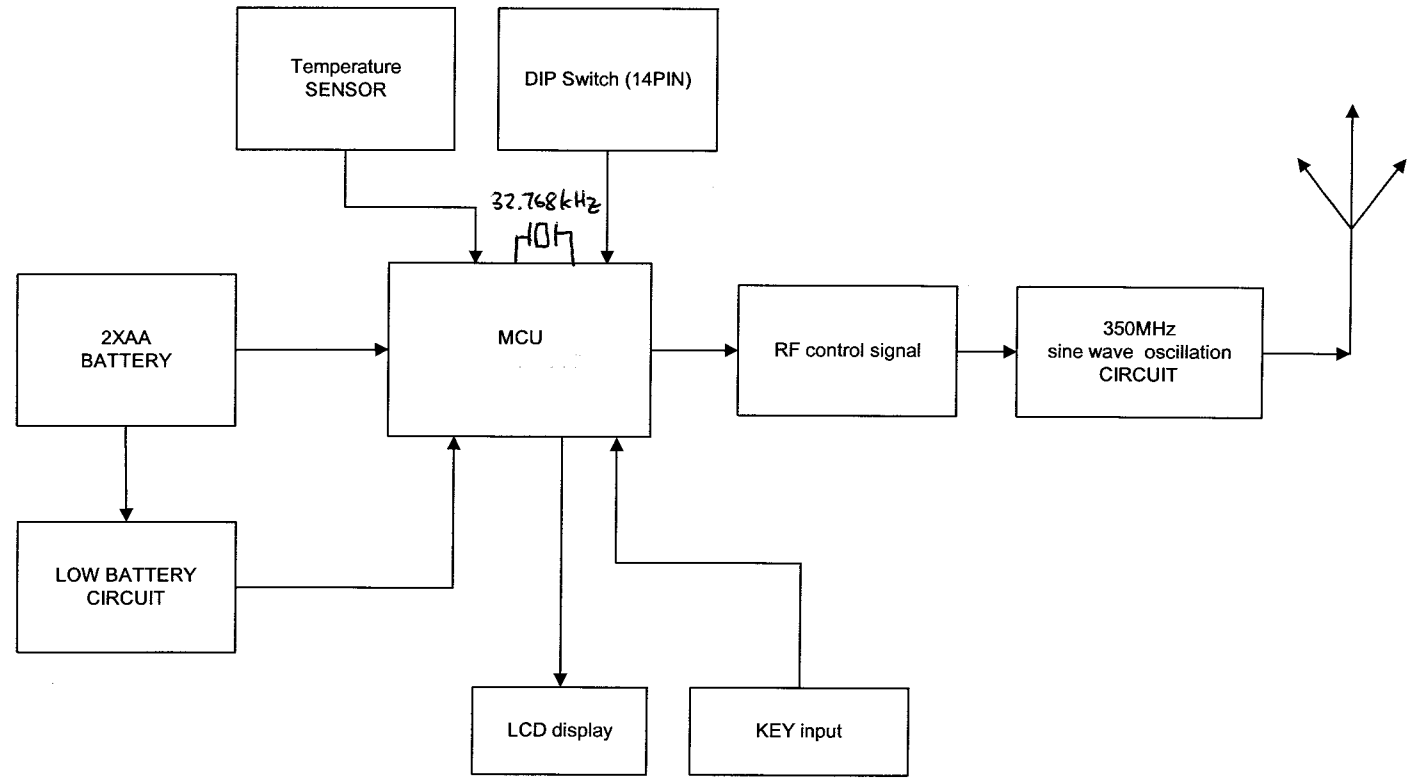 Temperature
SENSOR
DIP Switch (14PIN)
32.768kHz
2XAA
BATTERY
MCU
RF control signal
350MHz
sine wave oscillation
CIRCUIT
LOW BATTERY
CIRCUIT
LCD display
KEY input